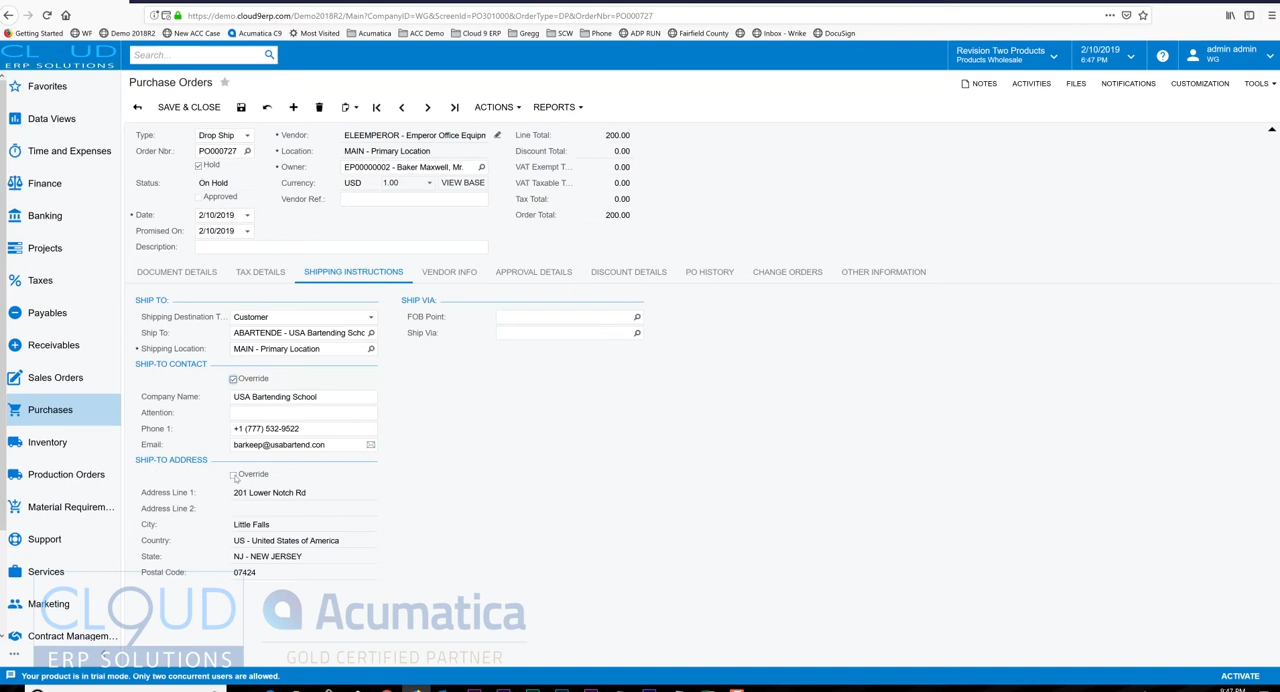 https://demo.cloud9erp.com/Demo2018R2/Main?CompanyID=WG&ScreenId=PO301000&OrderType=DP&OrderNbr=PO000727
Getting Started WF Demo 2018R2 New ACC Case Acumatica C9 Most Visited Acumatica ACC Demo Cloud 9 ERP Gregg SCW Phone ADP RUN Fairfield County Inbox - Wrike DocuSign
CL UD
ERP SOLUTIONS
Search...
Revision Two Products
Products Wholesale
2/10/2019
6:47 PM
admin admin
WG
Purchase Orders
NOTES ACTIVITIES FILES NOTIFICATIONS CUSTOMIZATION TOOLS
SAVE & CLOSE ACTIONS REPORTS
Favorites
Data Views
Time and Expenses
Finance
Banking
Projects
Taxes
Payables
Receivables
Sales Orders
Purchases
Inventory
Production Orders
Material Requirem...
Support
Services
Marketing
Contract Managem...
Type: Drop Ship Vendor: ELEEMPEROR - Emperor Office Equipn Line Total: 200.00
Order Nbr.: PO000727 Location: MAIN - Primary Location Discount Total: 0.00
Hold Owner: EP00000002 - Baker Maxwell, Mr. VAT Exempt T... 0.00
Status: On Hold Currency: USD 1.00 VIEW BASE VAT Taxable T... 0.00
Approved Vendor Ref.: Tax Total: 0.00
Date: 2/10/2019 Order Total: 200.00
Promised On: 2/10/2019
Description:
DOCUMENT DETAILS TAX DETAILS SHIPPING INSTRUCTIONS VENDOR INFO APPROVAL DETAILS DISCOUNT DETAILS PO HISTORY CHANGE ORDERS OTHER INFORMATION
SHIP TO: SHIP VIA:
Shipping Destination T... Customer FOB Point:
Ship To: ABARTENDE - USA Bartending Schc Ship Via:
Shipping Location: MAIN - Primary Location
SHIP-TO CONTACT
Override
Company Name: USA Bartending School
Attention:
Phone 1: +1 (777) 532-9522
Email: barkeep@usabartend.con
SHIP-TO ADDRESS
Override
Address Line 1: 201 Lower Notch Rd
Address Line 2:
City: Little Falls
Country: US - United States of America
State: NJ - NEW JERSEY
Postal Code: 07424
CL9UD
ERP SOLUTIONS
Acumatica
GOLD CERTIFIED PARTNER
Your product is in trial mode. Only two concurrent users are allowed. ACTIVATE